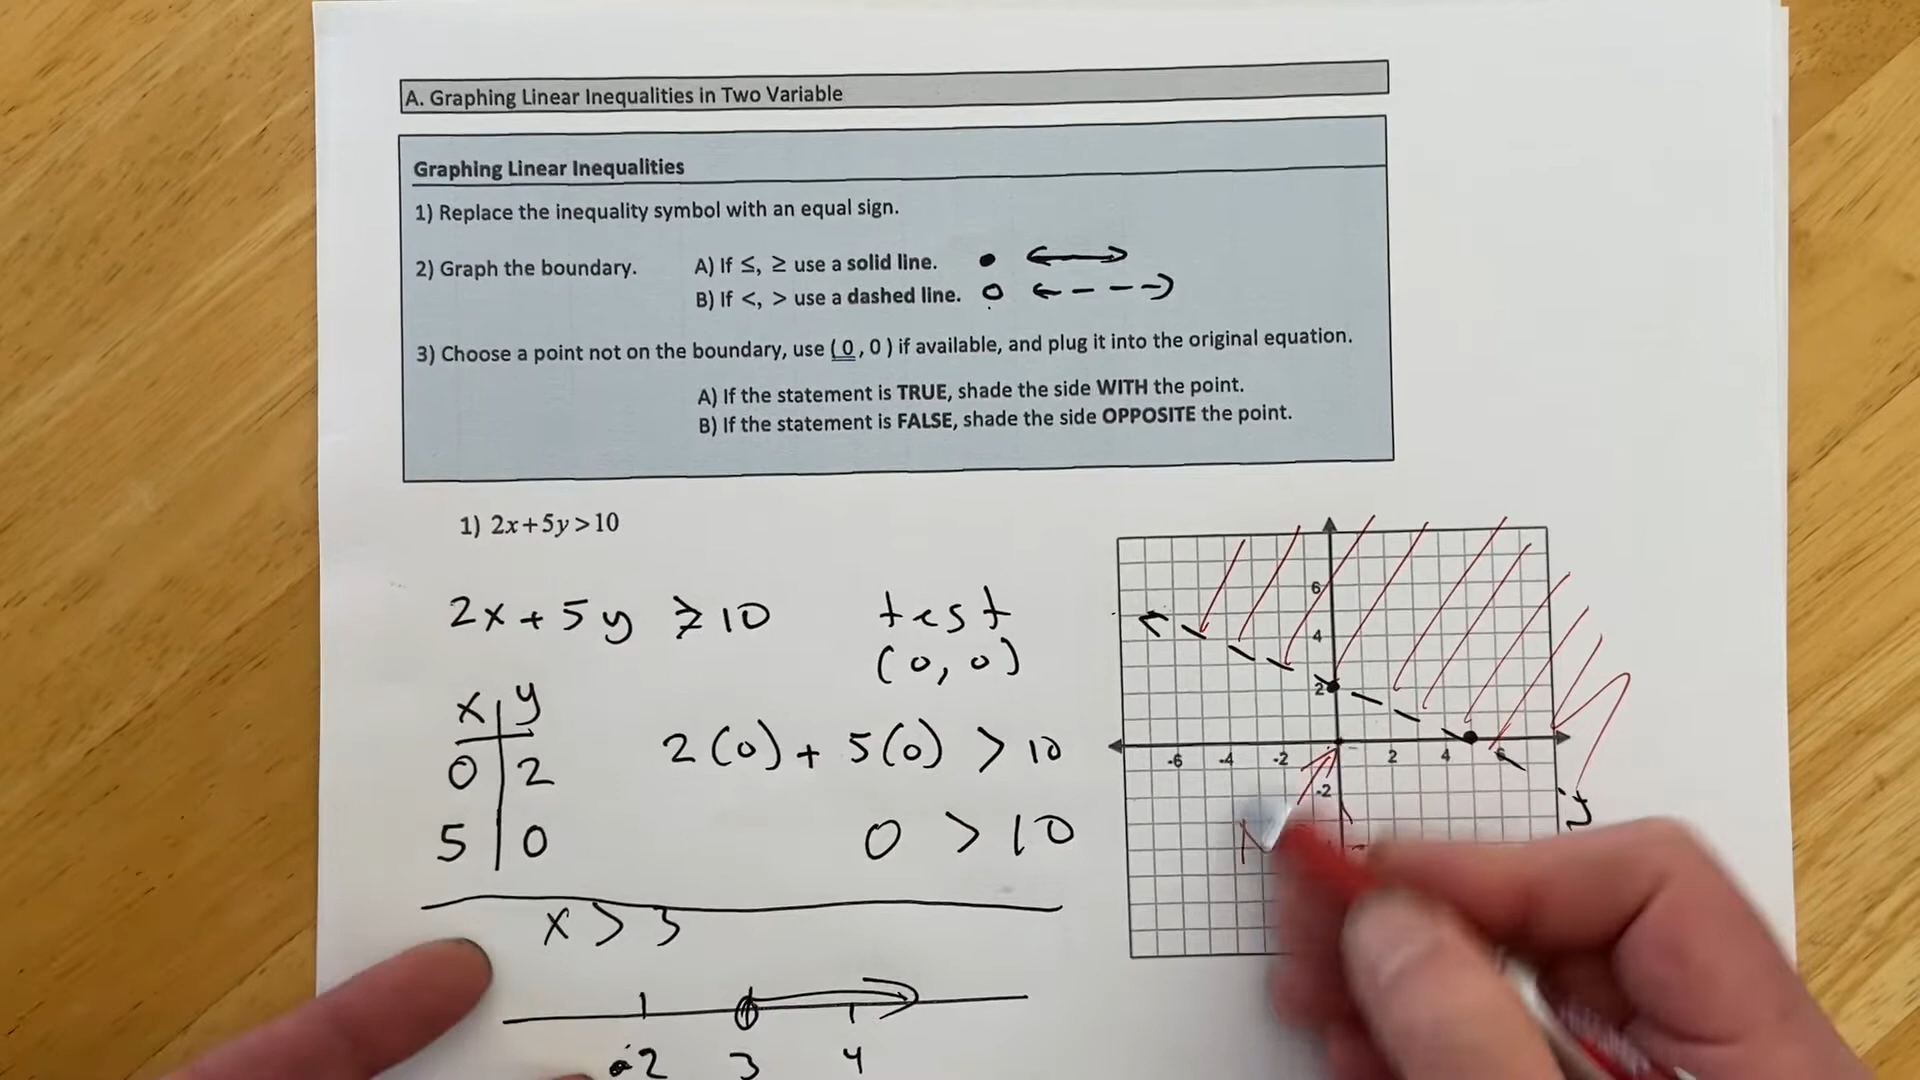 A. Graphing Linear Inequalities in Two Variable
Graphing Linear Inequalities
1) Replace the inequality symbol with an equal sign.
2) Graph the boundary. A) If ≤, ≥ use a solid line.
B) If <, > use a dashed line.
3) Choose a point not on the boundary, use (0,0) if available, and plug it into the original equation.
A) If the statement is TRUE, shade the side WITH the point.
B) If the statement is FALSE, shade the side OPPOSITE the point.
1) 2x+5y>10
2x + 5y ≥ 10
test
(0,0)
x y
0 2
5 0
2(0) + 5(0) > 10
0 > 10
x > 3
2 3 4
6
4
2
-6 -4 -2 2 4 6
-2